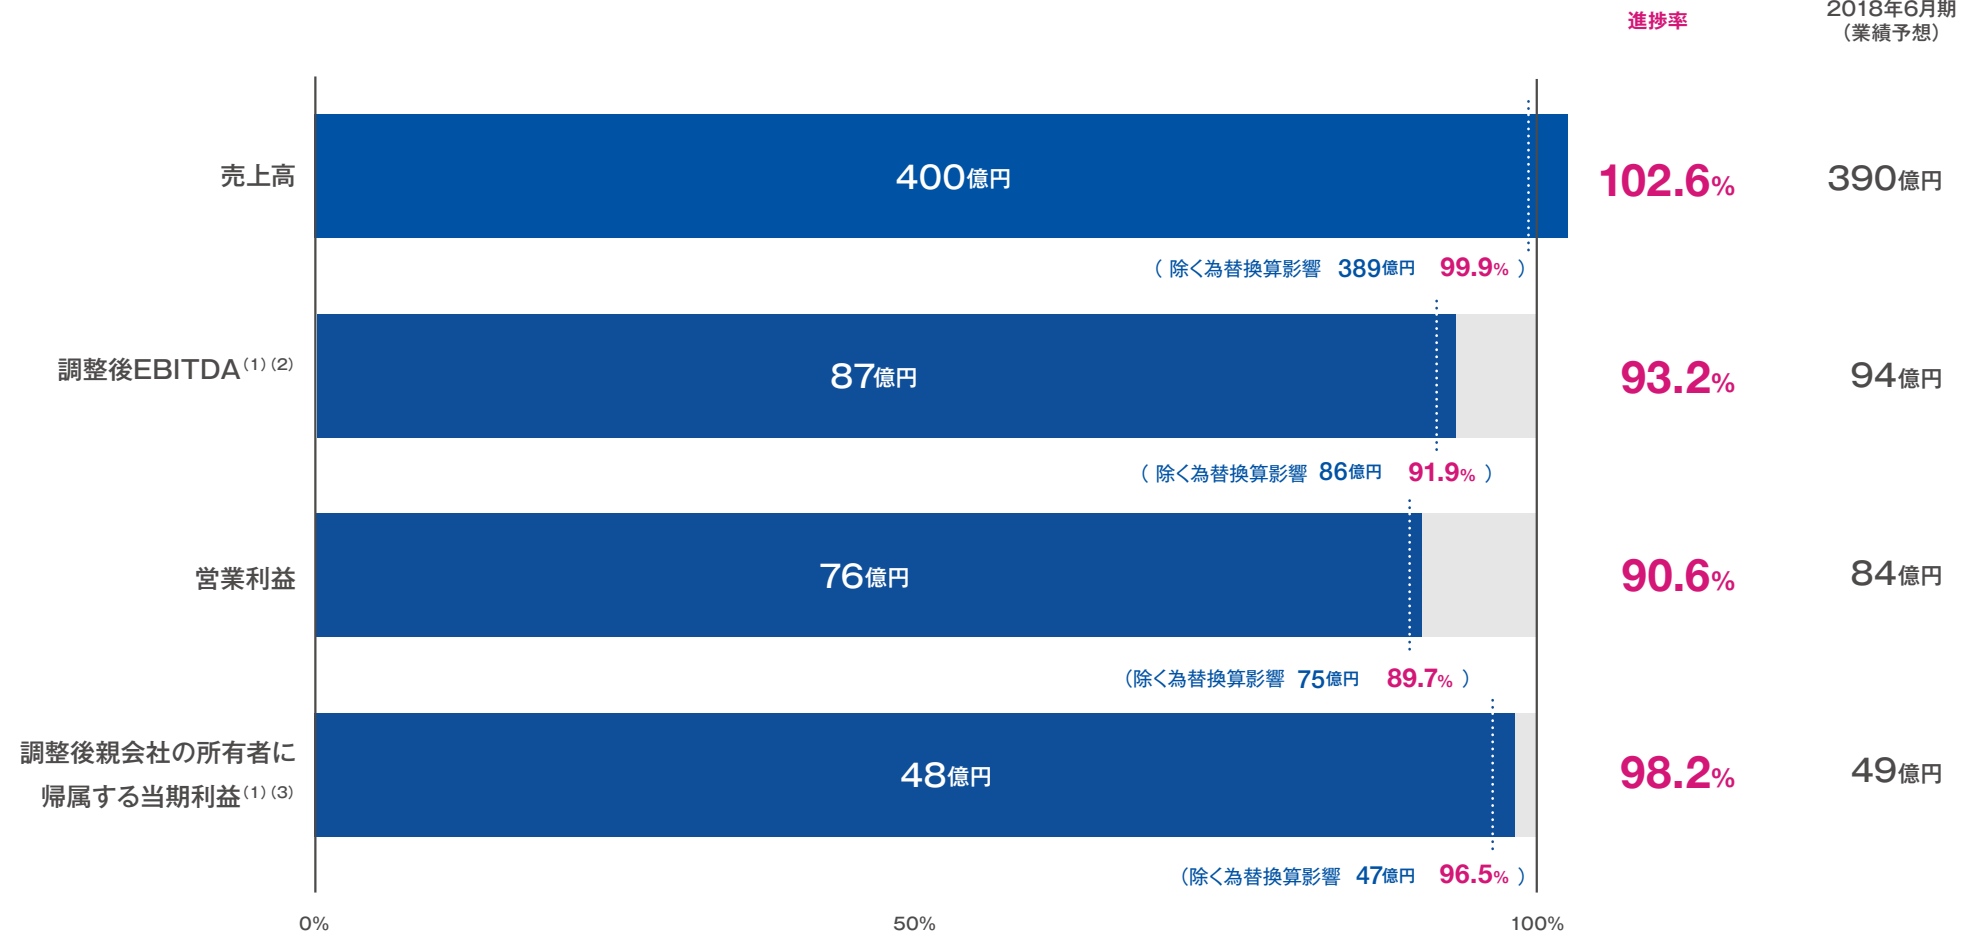 進捗率
2018年6月期
（業績予想）
売上高
400億円
102.6%
390億円
（ 除く為替換算影響 389億円 99.9% ）
調整後EBITDA（1）（2）
87億円
93.2%
94億円
（ 除く為替換算影響 86億円 91.9% ）
営業利益
76億円
90.6%
84億円
（除く為替換算影響 75億円 89.7% ）
調整後親会社の所有者に
帰属する当期利益（1）（3）
48億円
98.2%
49億円
（除く為替換算影響 47億円 96.5% ）
0% 50% 100%